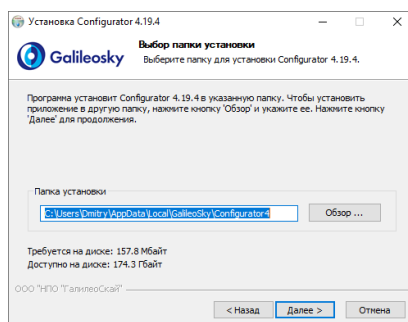 Установка Configurator 4.19.4
Galileosky
Выбор папки установки
Выберите папку для установки Configurator 4.19.4.
Программа установит Configurator 4.19.4 в указанную папку. Чтобы установить
приложение в другую папку, нажмите кнопку 'Обзор' и укажите ее. Нажмите кнопку
'Далее' для продолжения.
Папка установки
C:\Users\Dmitry\AppData\Local\GalileoSky\Configurator4
Обзор ...
Требуется на диске: 157.8 Мбайт
Доступно на диске: 174.3 Гбайт
ООО "НПО "ГалилеоСкай"
< Назад
Далее >
Отмена